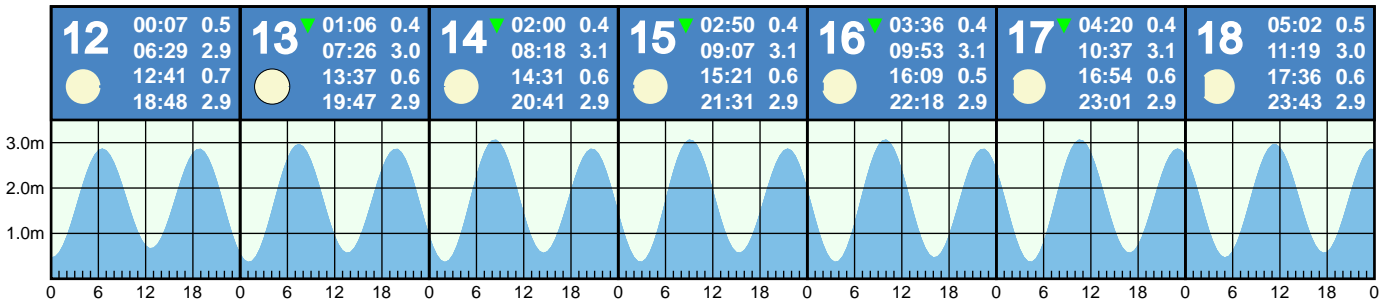 12 00:07 0.5 13 01:06 0.4 14 02:00 0.4 15 02:50 0.4 16 03:36 0.4 17 04:20 0.4 18 05:02 0.5
06:29 2.9 07:26 3.0 08:18 3.1 09:07 3.1 09:53 3.1 10:37 3.1 11:19 3.0
12:41 0.7 13:37 0.6 14:31 0.6 15:21 0.6 16:09 0.5 16:54 0.6 17:36 0.6
18:48 2.9 19:47 2.9 20:41 2.9 21:31 2.9 22:18 2.9 23:01 2.9 23:43 2.9
3.0m
2.0m
1.0m
0 6 12 18 0 6 12 18 0 6 12 18 0 6 12 18 0 6 12 18 0 6 12 18 0 6 12 18 0